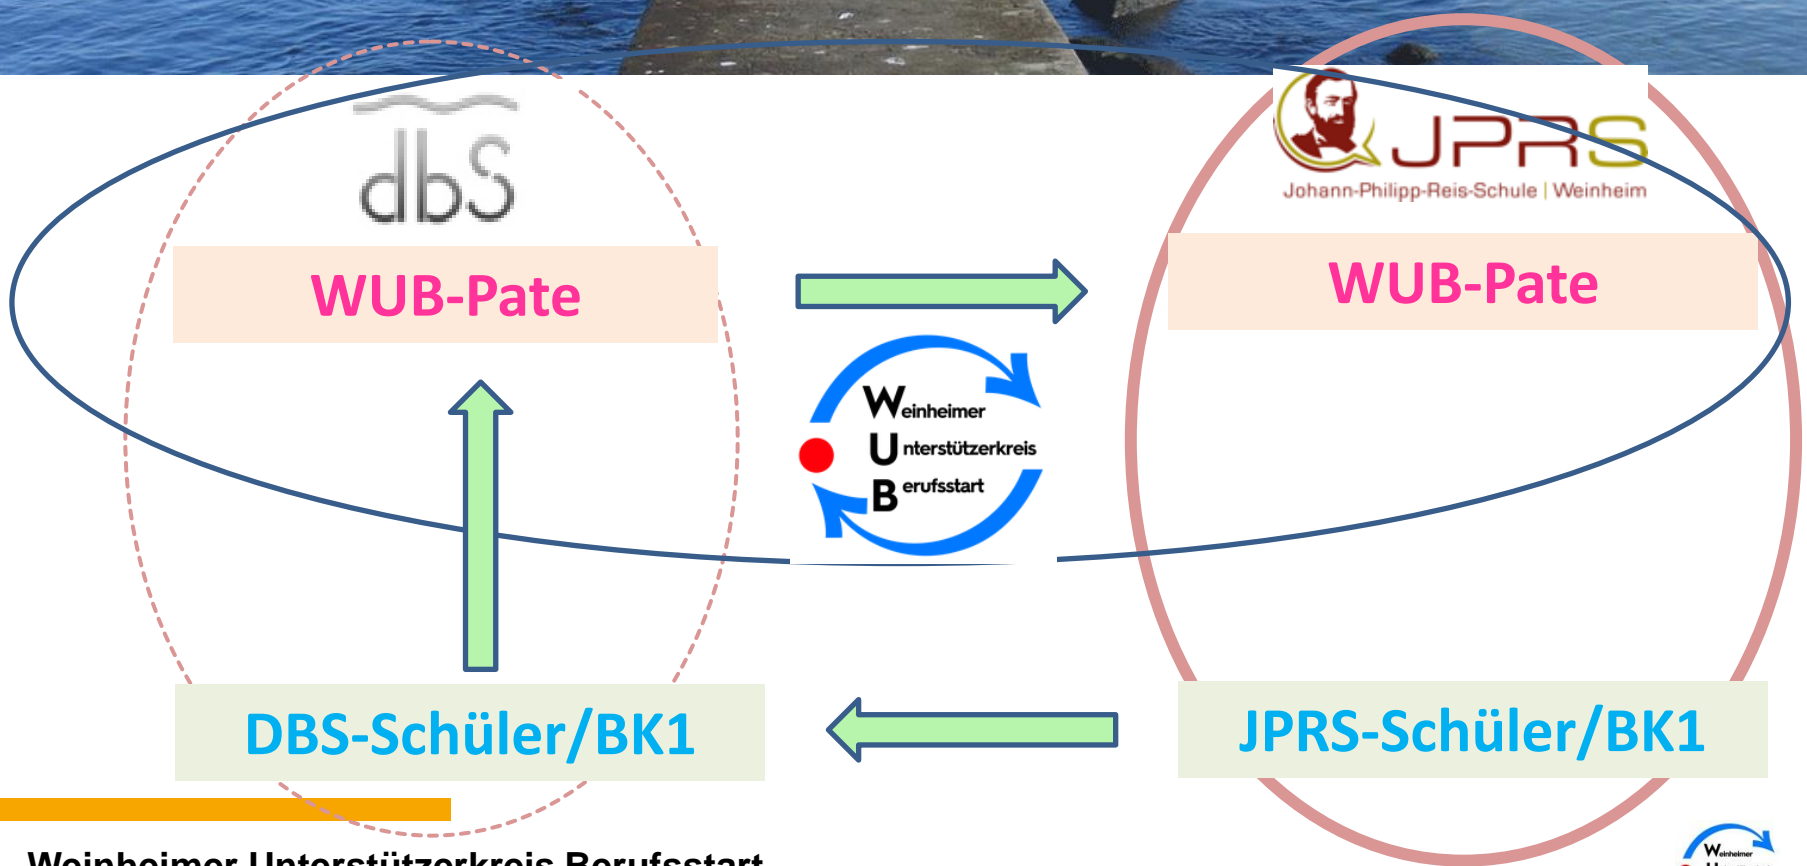 dbS
JPRS
Johann-Philipp-Reis-Schule | Weinheim
WUB-Pate
WUB-Pate
Weinheimer
Unterstützerkreis
Berufsstart
DBS-Schüler/BK1
JPRS-Schüler/BK1
Weinheimer Unterstützerkreis Berufsstart
Weinheimer